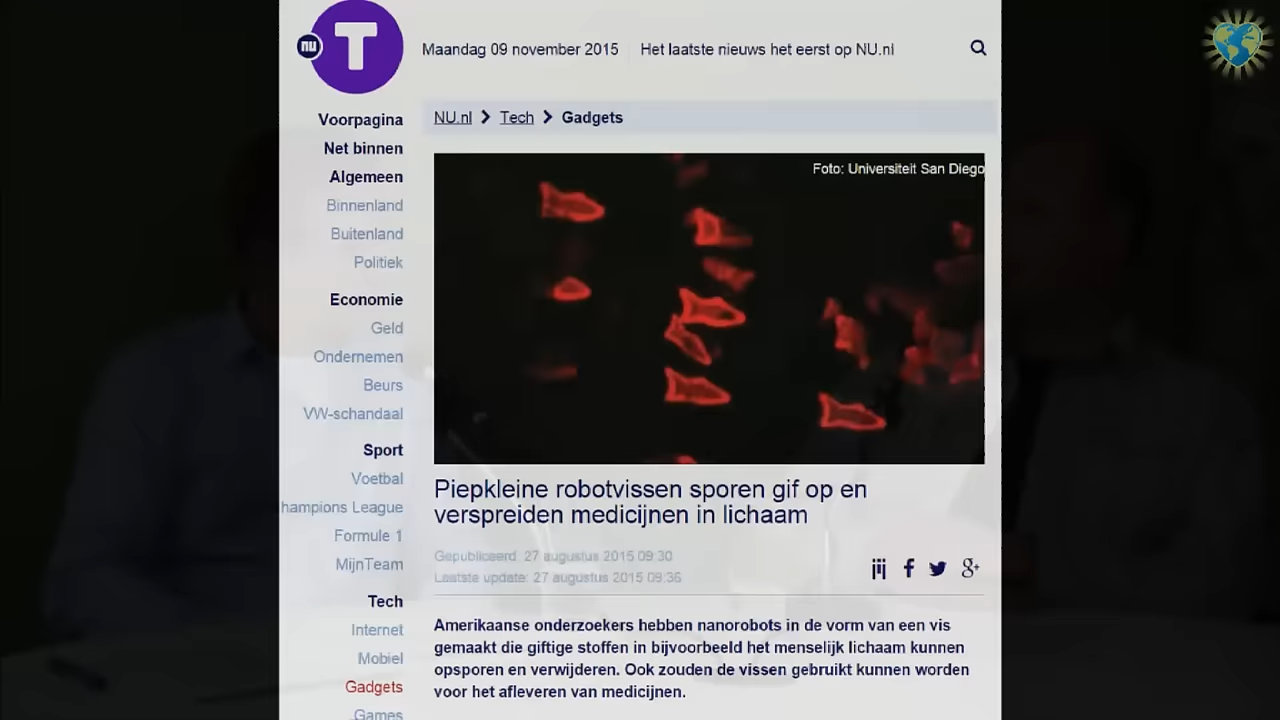 nu
T
Maandag 09 november 2015
Het laatste nieuws het eerst op NU.nl
NU.nl > Tech > Gadgets
Voorpagina
Net binnen
Algemeen
Binnenland
Buitenland
Politiek
Economie
Geld
Ondernemen
Beurs
VW-schandaal
Sport
Voetbal
hampions League
Formule 1
MijnTeam
Tech
Internet
Mobiel
Gadgets
Games
Foto: Universiteit San Diego
Piepkleine robotvissen sporen gif op en
verspreiden medicijnen in lichaam
Gepubliceerd: 27 augustus 2015 09:30
Laatste update: 27 augustus 2015 09:36
Amerikaanse onderzoekers hebben nanorobots in de vorm van een vis
gemaakt die giftige stoffen in bijvoorbeeld het menselijk lichaam kunnen
opsporen en verwijderen. Ook zouden de vissen gebruikt kunnen worden
voor het afleveren van medicijnen.